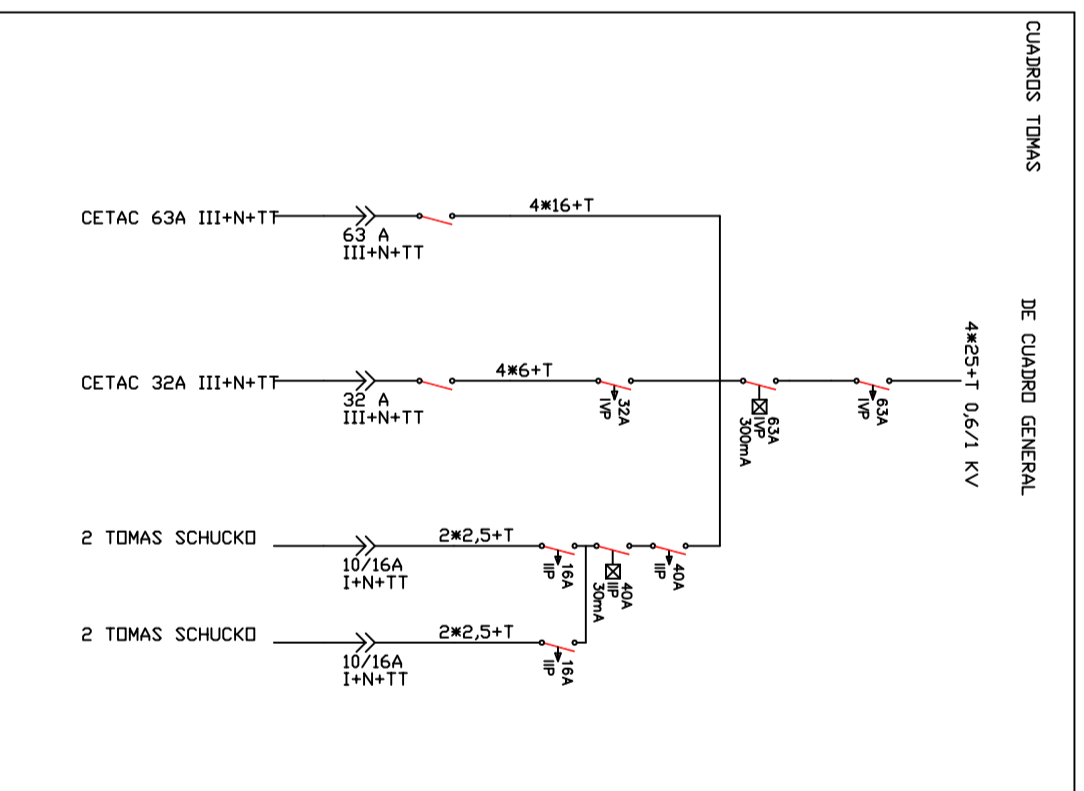 CUADROS TOMAS
DE CUADRO GENERAL
4*25+T 0,6/1 KV
CETAC 63A III+N+TT
63 A
III+N+TT
4*16+T
CETAC 32A III+N+TT
32 A
III+N+TT
4*6+T
32A
IVP
63A
IVP
300mA
63A
IVP
2 TOMAS SCHUCKO
10/16A
I+N+TT
2*2,5+T
16A
IIP
40A
IIP
30mA
40A
IIP
2 TOMAS SCHUCKO
10/16A
I+N+TT
2*2,5+T
16A
IIP